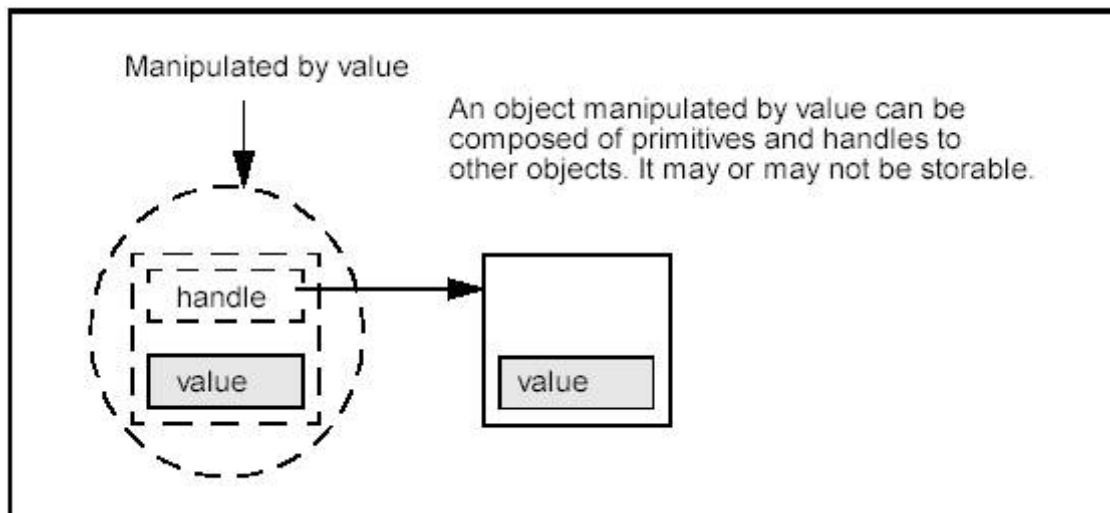 Manipulated by value
An object manipulated by value can be
composed of primitives and handles to
other objects. It may or may not be storable.
handle
value
value